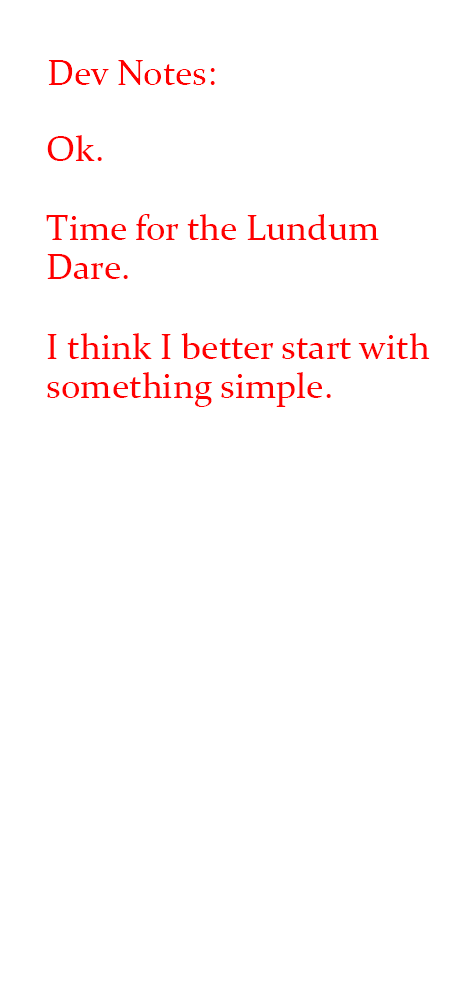 Dev Notes:
Ok.
Time for the Lundum
Dare.
I think I better start with
something simple.